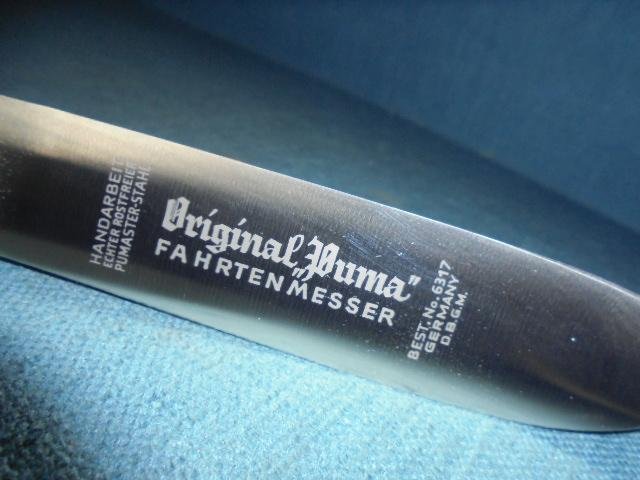 HANDARBEIT
ECHTER ROSTFREIER
PUMASTER-STAHL
Original „Puma”
FAHRTENMESSER
BEST. No. 6317
GERMANY
D.B.G.M.